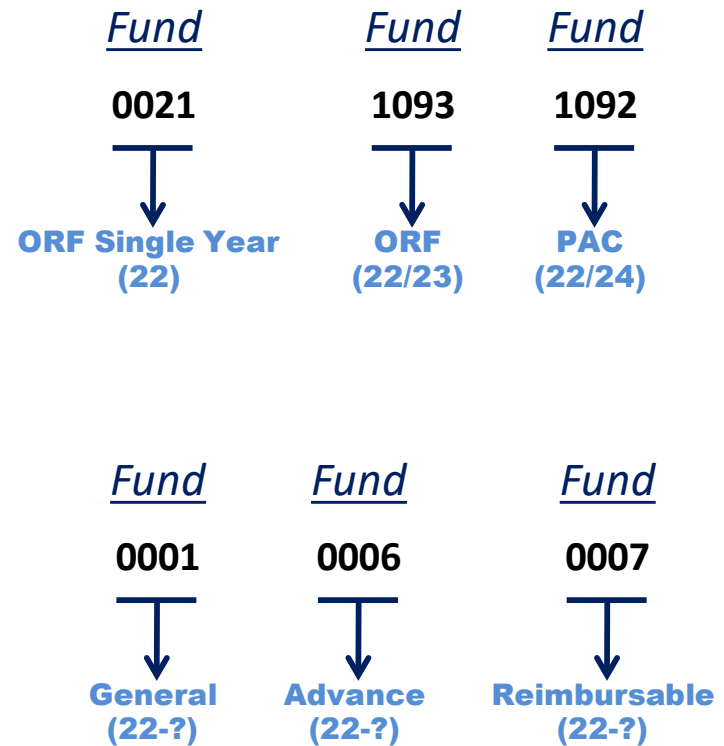 Fund Fund Fund
0021 1093 1092
ORF Single Year ORF PAC
(22) (22/23) (22/24)
Fund Fund Fund
0001 0006 0007
General Advance Reimbursable
(22-?) (22-?) (22-?)